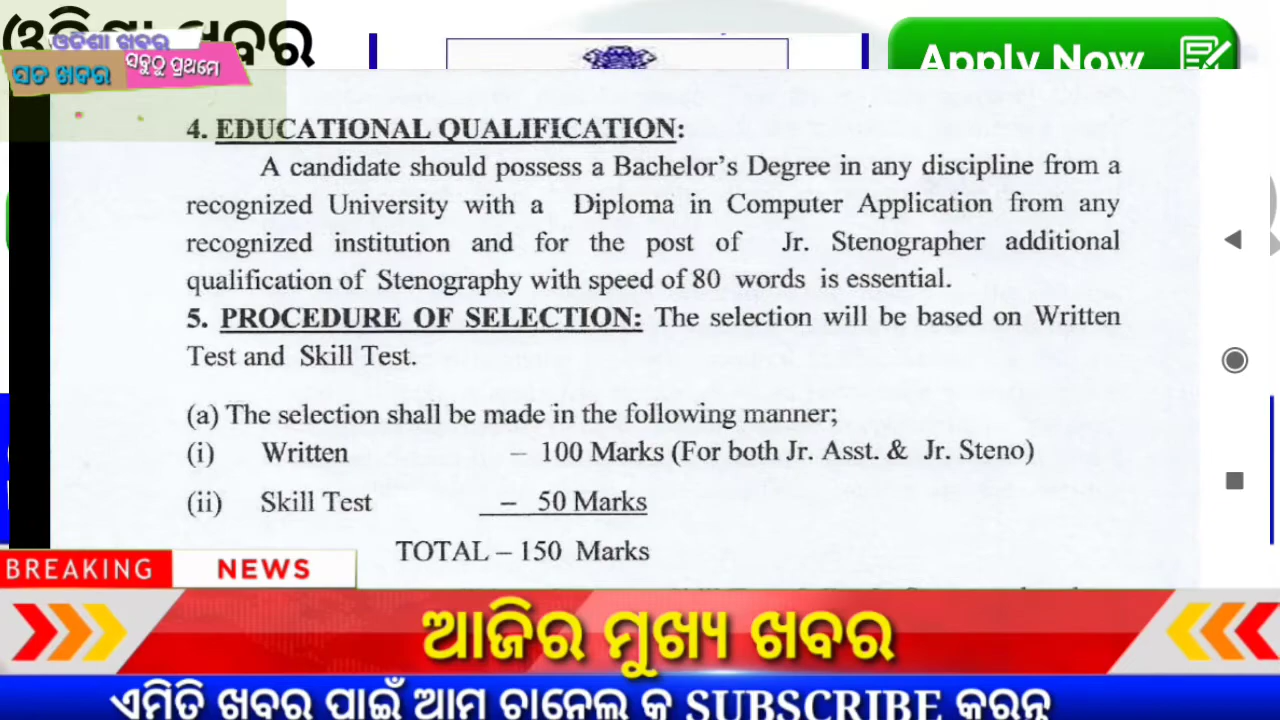 ଓଡିଶା ଖବର
ଓଡିଶା ଖବର
ସତ ଖବର
ସବୁଠୁ ପ୍ରଥମେ
Apply Now
4. EDUCATIONAL QUALIFICATION:
A candidate should possess a Bachelor's Degree in any discipline from a
recognized University with a Diploma in Computer Application from any
recognized institution and for the post of Jr. Stenographer additional
qualification of Stenography with speed of 80 words is essential.
5. PROCEDURE OF SELECTION: The selection will be based on Written
Test and Skill Test.
(a) The selection shall be made in the following manner;
(i) Written – 100 Marks (For both Jr. Asst. & Jr. Steno)
(ii) Skill Test – 50 Marks
TOTAL – 150 Marks
BREAKING NEWS
ଆଜିର ମୁଖ୍ୟ ଖବର
ଏମିତି ଖବର ପାଇଁ ଆମ ଚାନେଲ କୁ SUBSCRIBE କରନ୍ତୁ